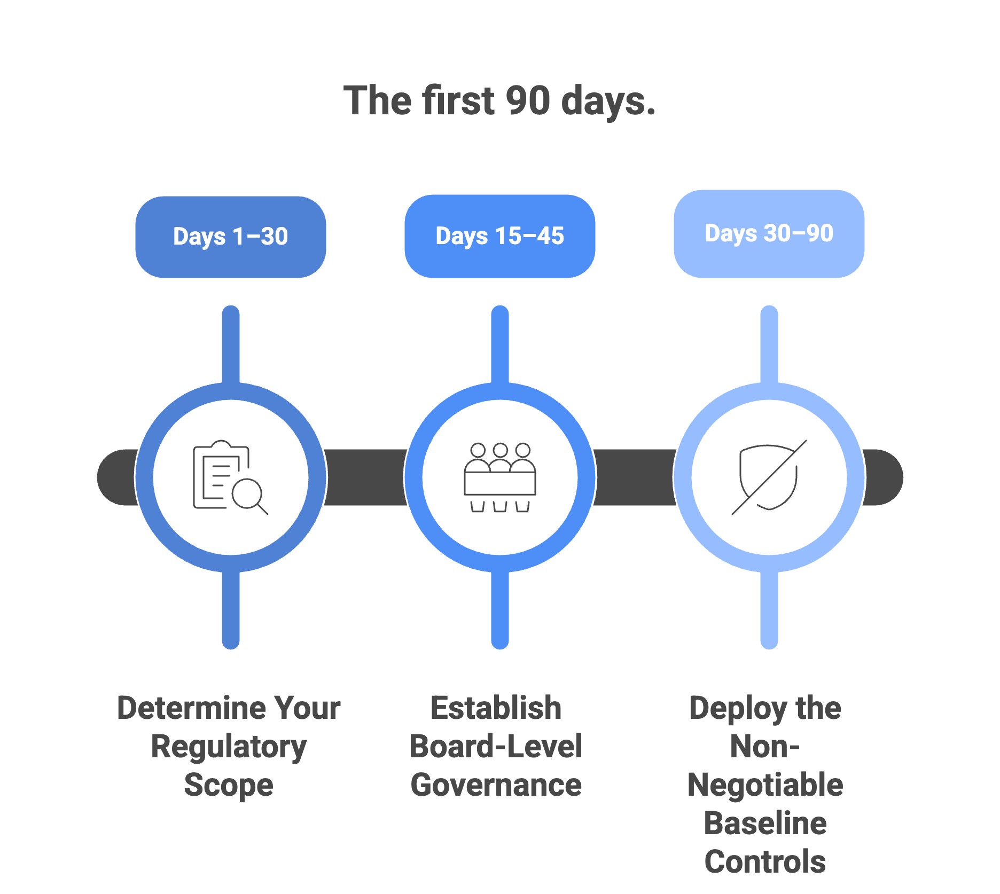 The first 90 days.
Days 1–30
Days 15–45
Days 30–90
Determine Your
Regulatory
Scope
Establish
Board-Level
Governance
Deploy the
Non-
Negotiable
Baseline
Controls